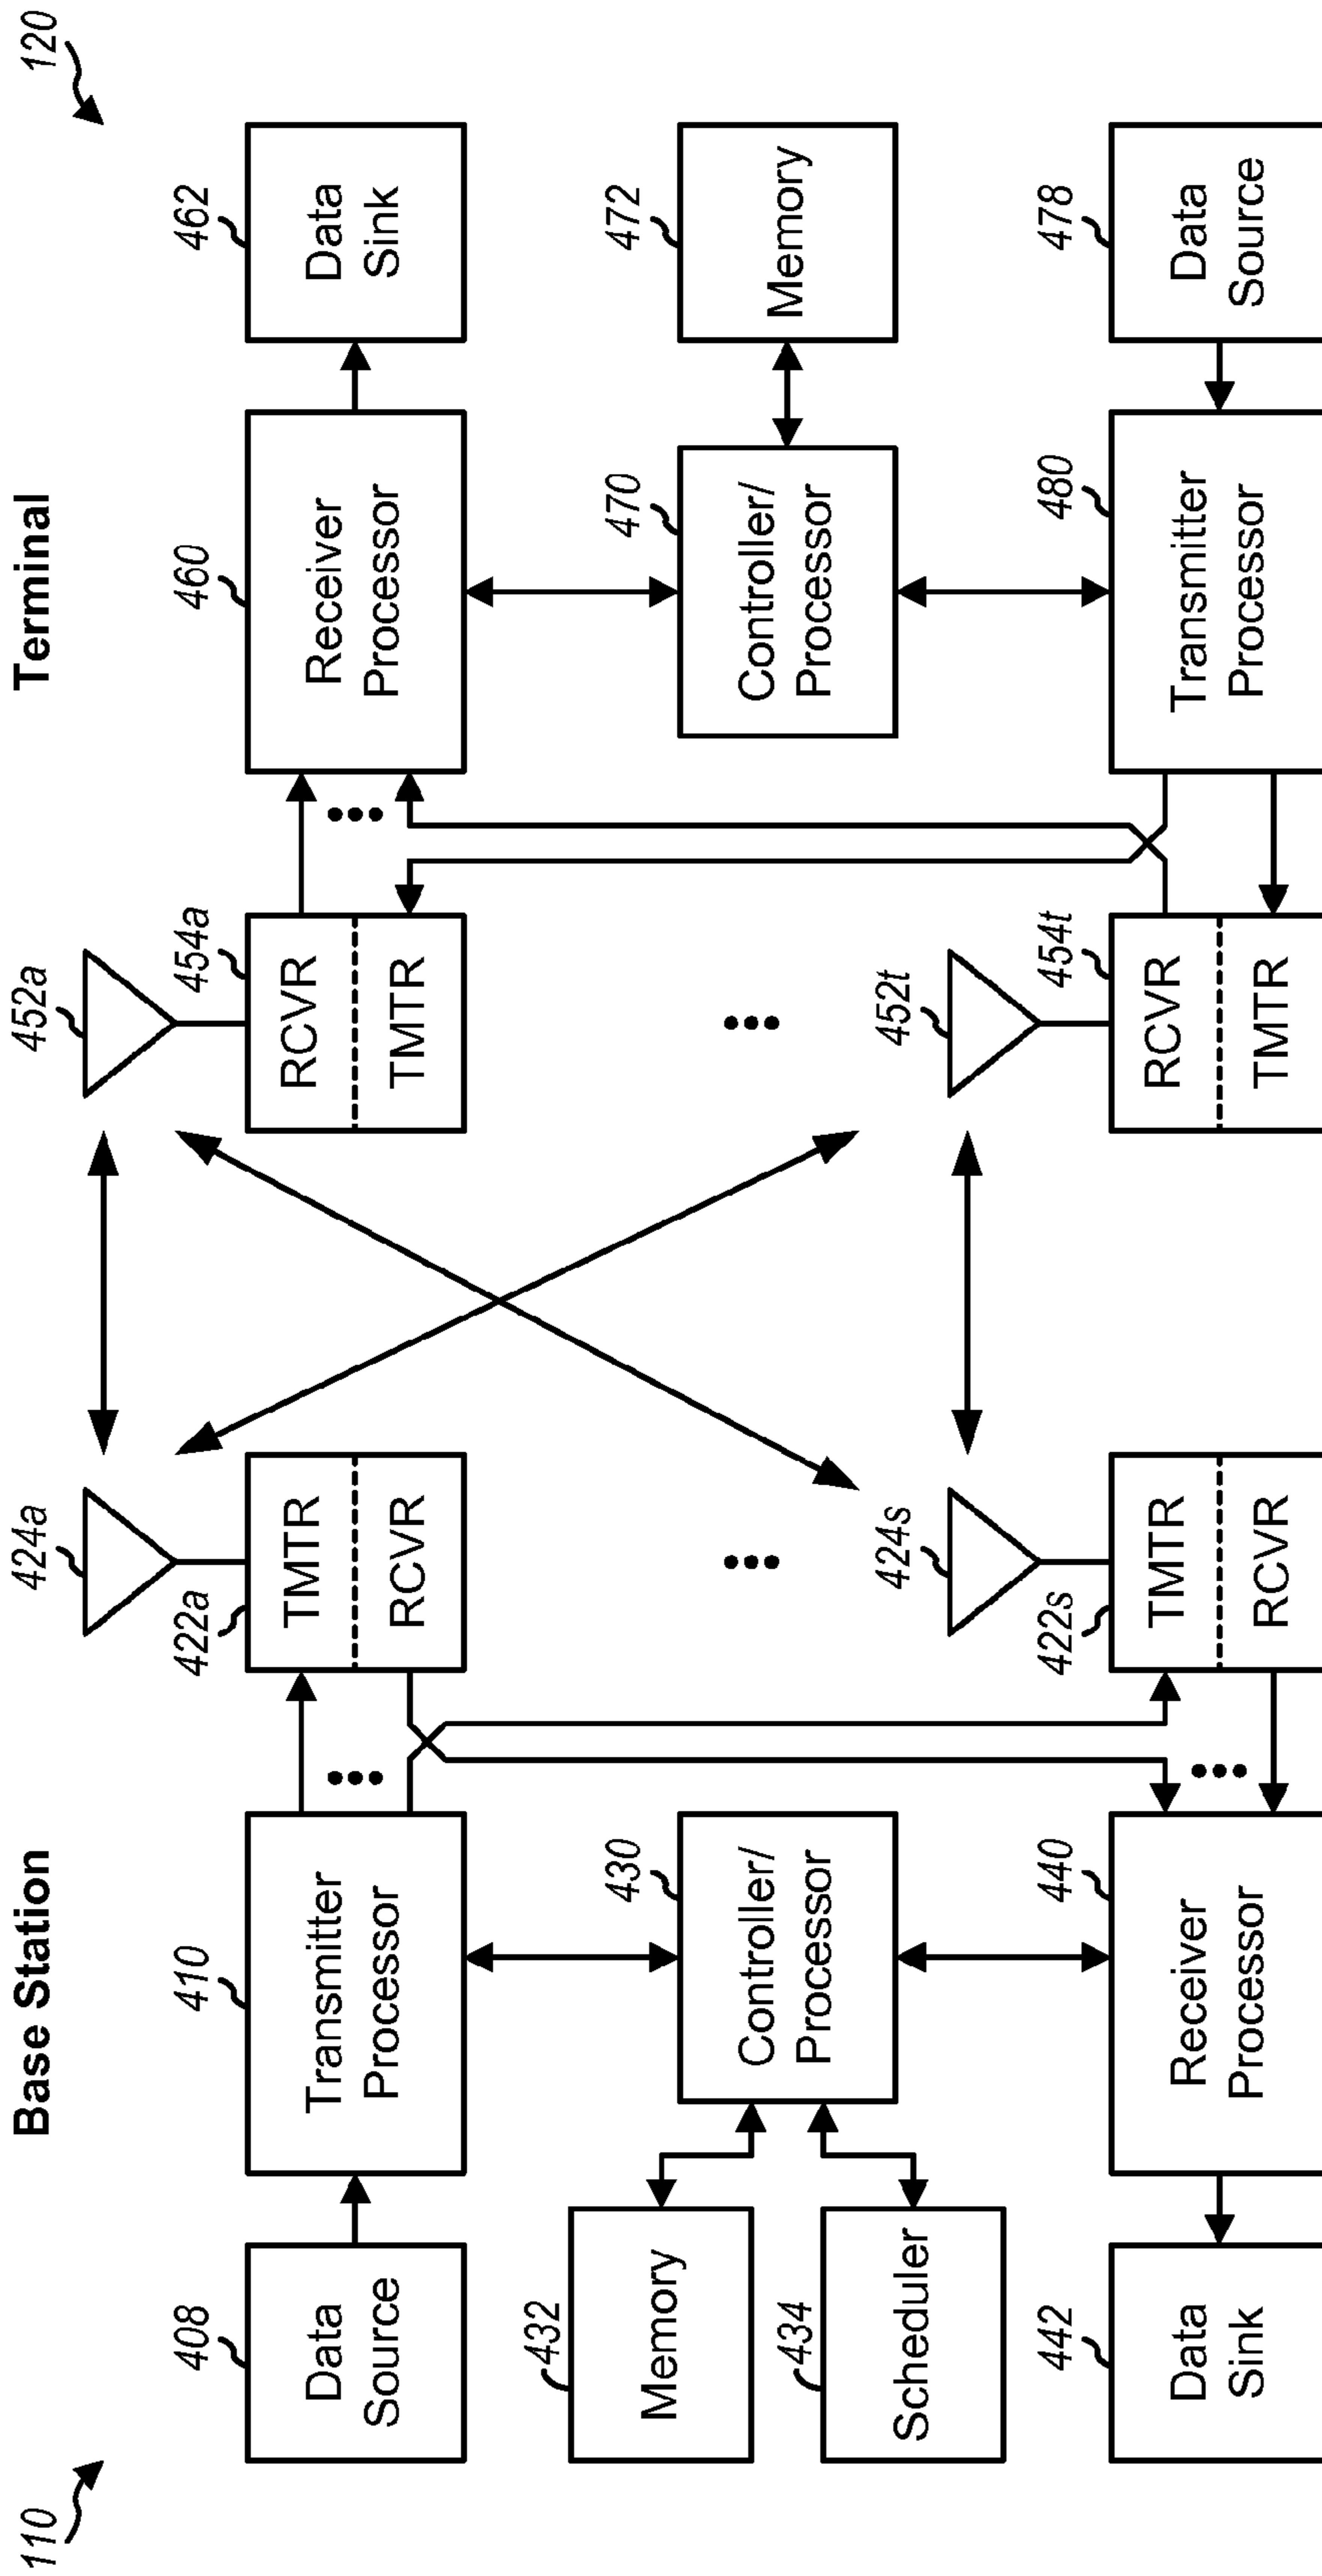 110
Base Station
Terminal
120
408
Data
Source
410
Transmitter
Processor
422a
TMTR
RCVR
424a
452a
454a
RCVR
TMTR
460
Receiver
Processor
462
Data
Sink
432
Memory
434
Scheduler
430
Controller/
Processor
470
Controller/
Processor
472
Memory
442
Data
Sink
440
Receiver
Processor
422s
TMTR
RCVR
424s
452t
454t
RCVR
TMTR
480
Transmitter
Processor
478
Data
Source